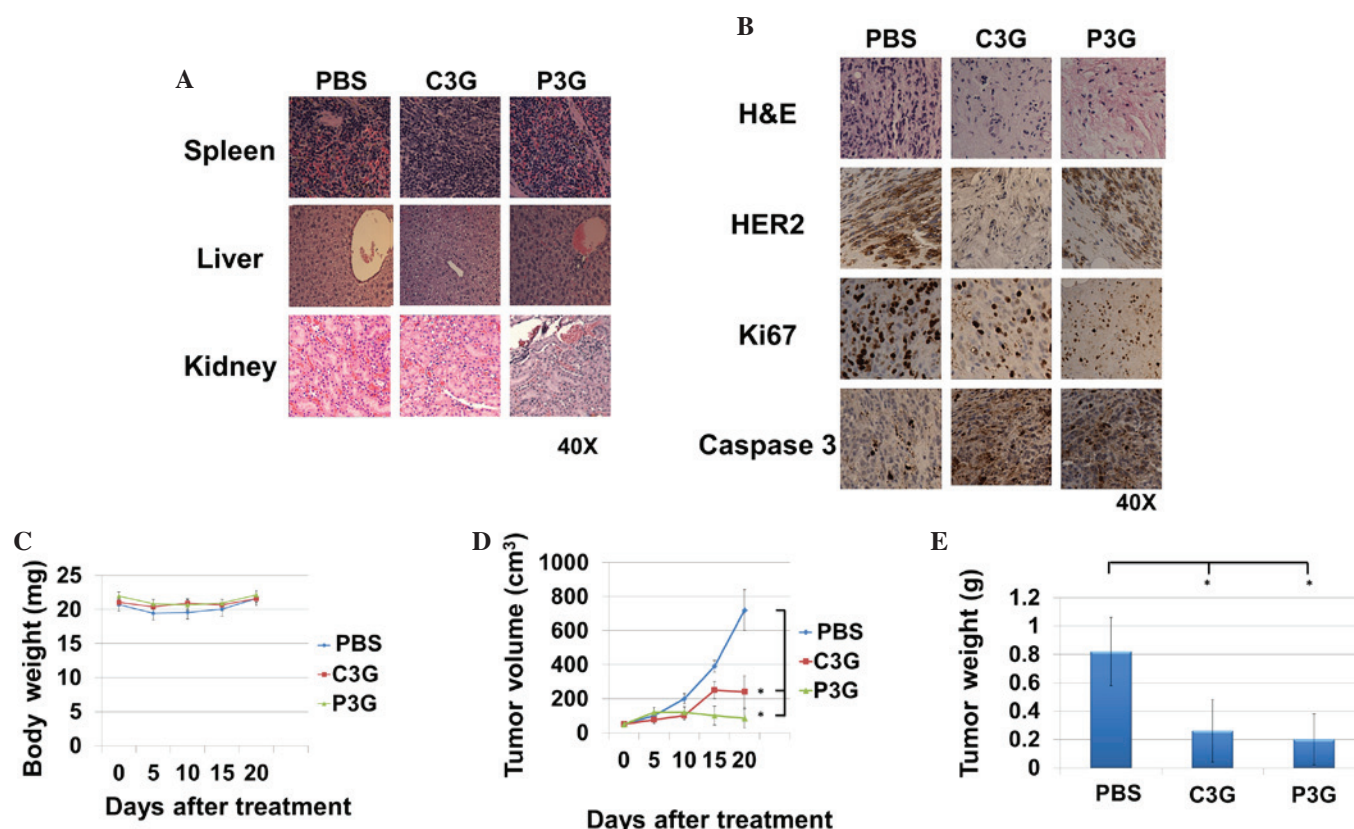 A
PBS C3G P3G
Spleen
Liver
Kidney
40X
B
PBS C3G P3G
H&E
HER2
Ki67
Caspase 3
40X
C
Body weight (mg)
25
20
15
10
5
0
0 5 10 15 20
Days after treatment
PBS
C3G
P3G
D
Tumor volume (cm³)
1000
800
600
400
200
0
0 5 10 15 20
Days after treatment
PBS
C3G
P3G
*
*
E
Tumor weight (g)
* *
1.2
1
0.8
0.6
0.4
0.2
0
PBS C3G P3G